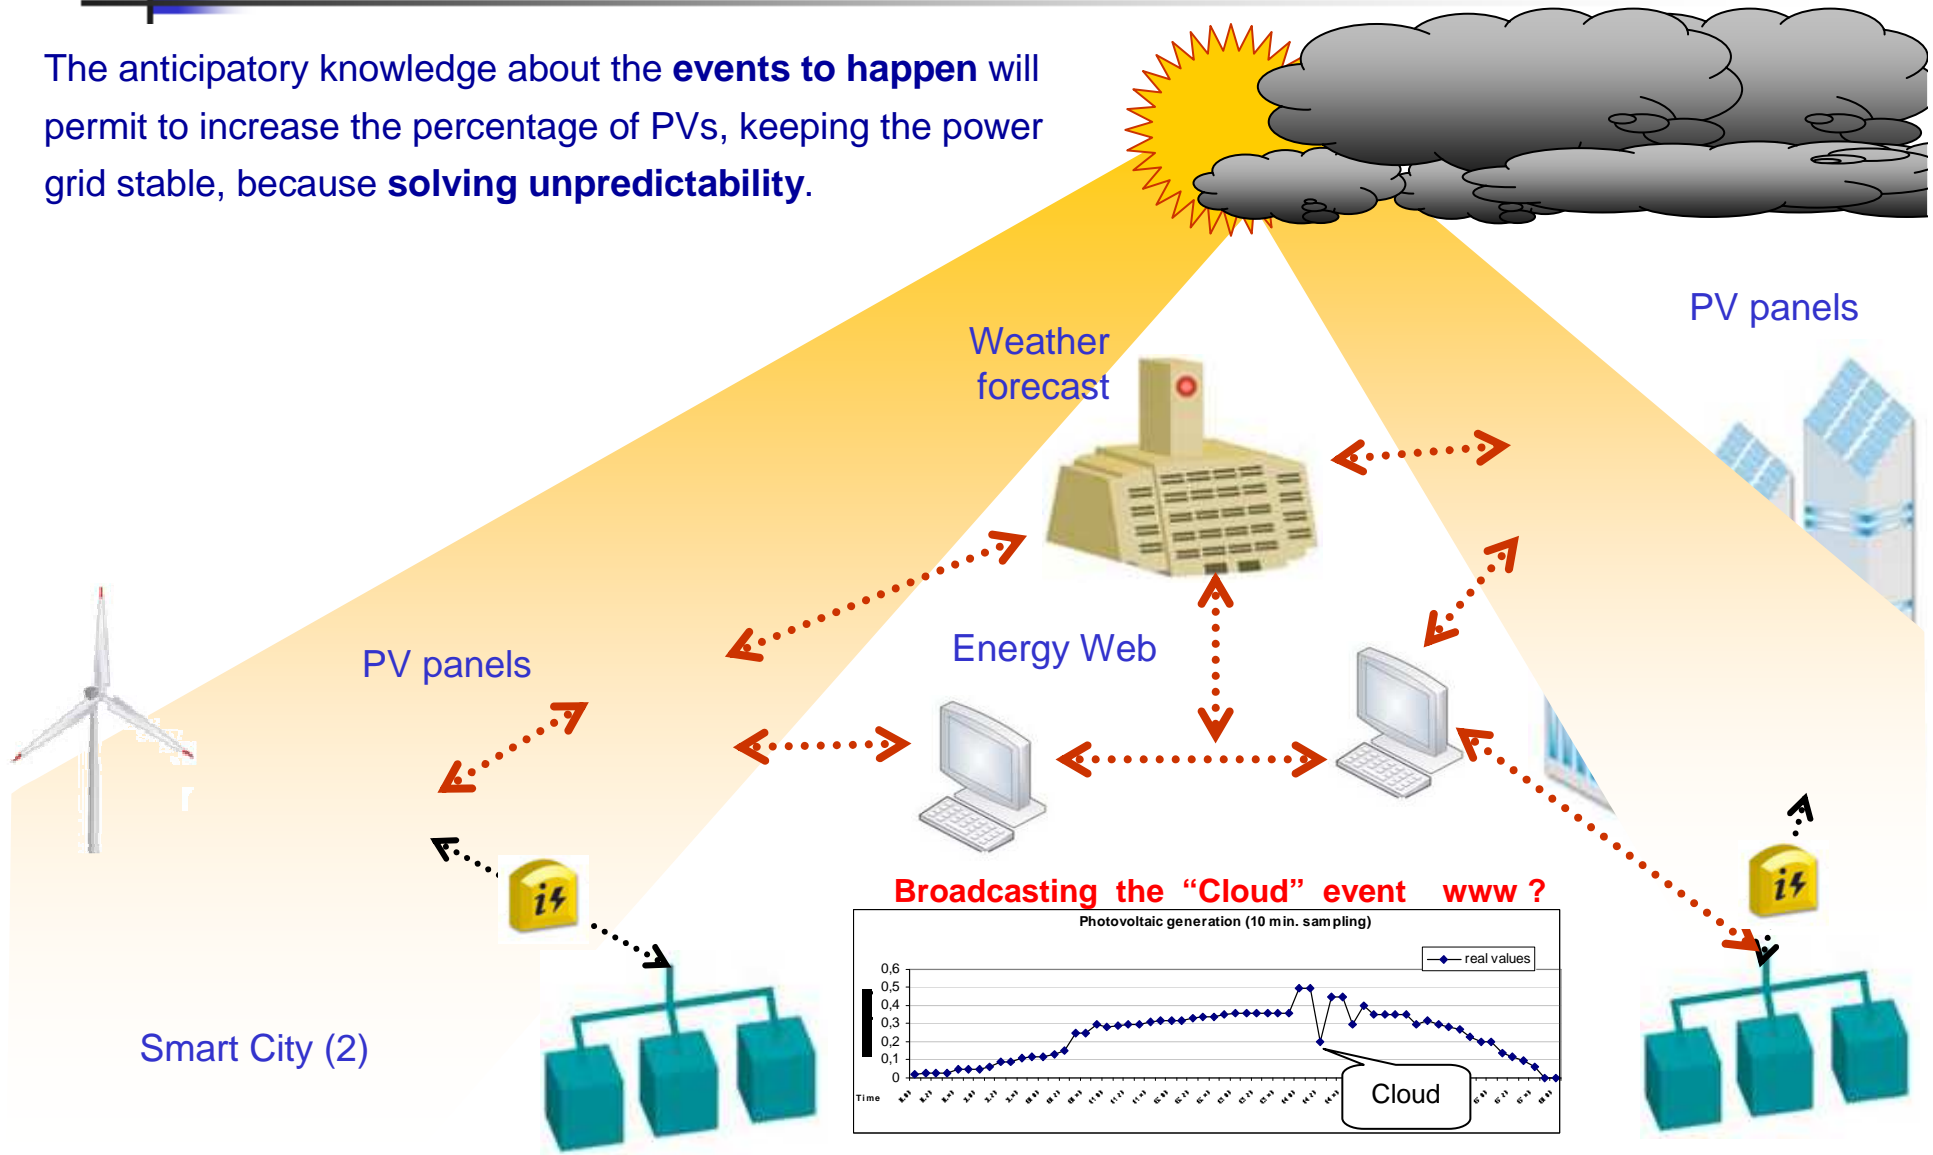 The anticipatory knowledge about the events to happen will
permit to increase the percentage of PVs, keeping the power
grid stable, because solving unpredictability.
PV panels
Weather
forecast
Energy Web
PV panels
i
i
Broadcasting the “Cloud” event www ?
Photovoltaic generation (10 min. sampling)
real values
0,6
0,5
0,4
0,3
0,2
0,1
0
Time
Cloud
Smart City (2)